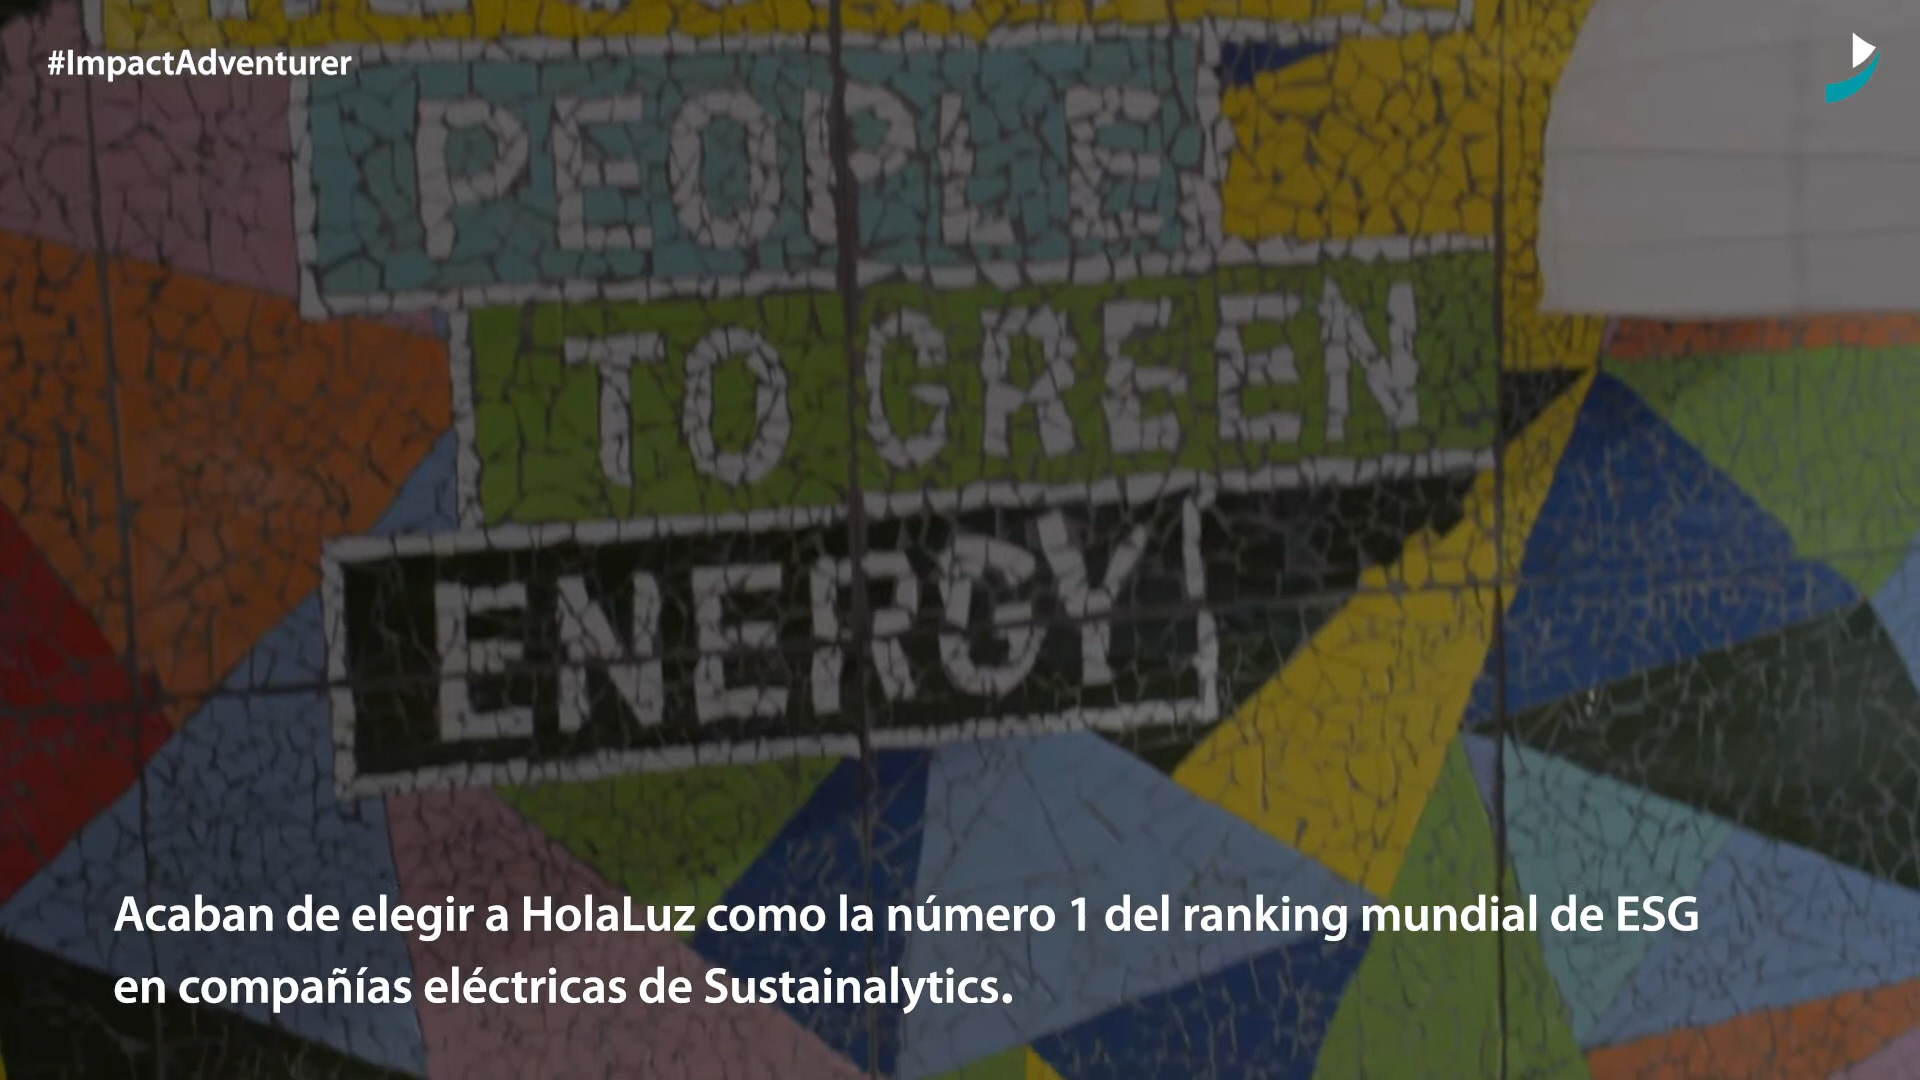 #ImpactAdventurer
PEOPLE
TO GREEN
ENERGY
Acaban de elegir a HolaLuz como la número 1 del ranking mundial de ESG
en compañías eléctricas de Sustainalytics.